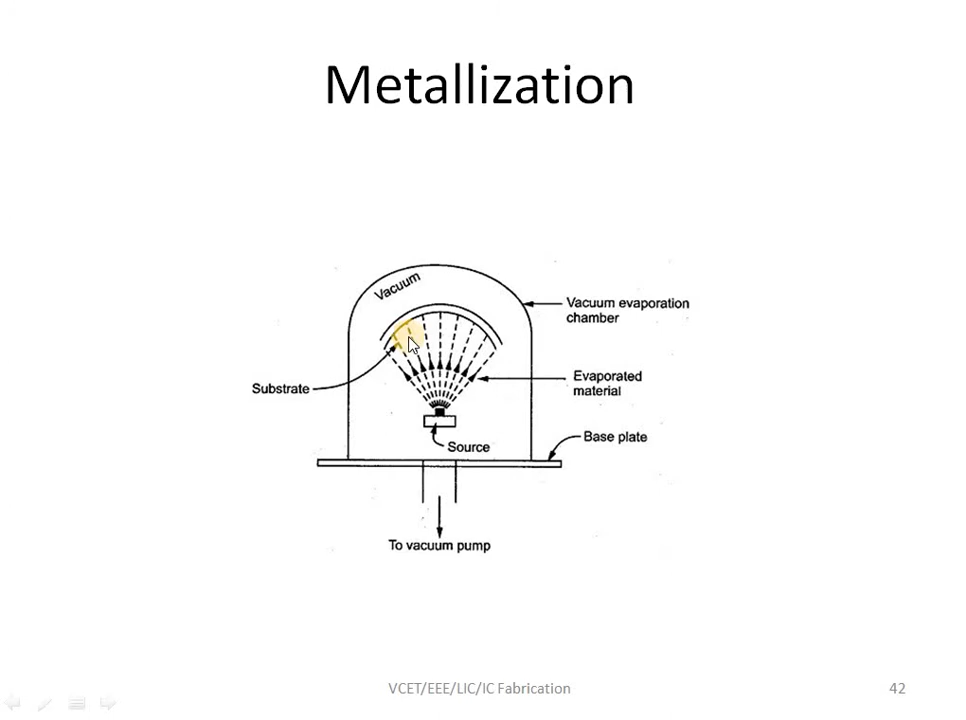 Metallization
Vacuum
Vacuum evaporation
chamber
Substrate
Evaporated
material
Source
Base plate
To vacuum pump
VCET/EEE/LIC/IC Fabrication
42